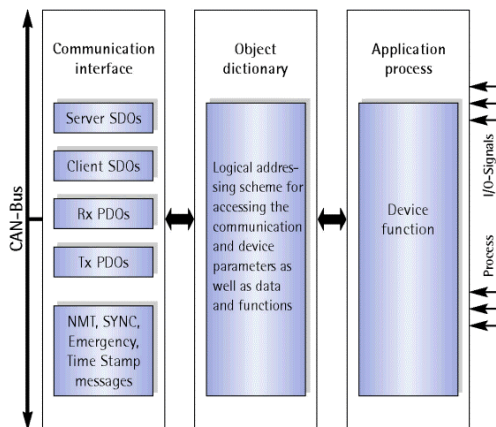 CAN-Bus
Communication
interface
Server SDOs
Client SDOs
Rx PDOs
Tx PDOs
NMT, SYNC,
Emergency,
Time Stamp
messages
Object
dictionary
Logical addres-
sing scheme for
accessing the
communication
and device
parameters as
well as data
and functions
Application
process
Device
function
I/O-Signals
Process